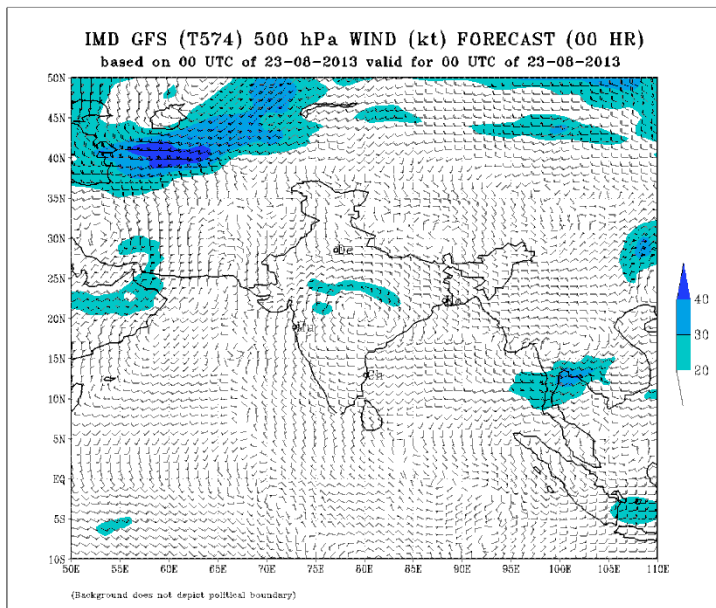 IMD GFS (T574) 500 hPa WIND (kt) FORECAST (00 HR)
based on 00 UTC of 23-08-2013 valid for 00 UTC of 23-08-2013
50N
45N
40N
35N
30N
25N
20N
15N
10N
5N
EQ
5S
10S
50E 55E 60E 65E 70E 75E 80E 85E 90E 95E 100E 105E 110E
40
30
20
(Background does not depict political boundary)